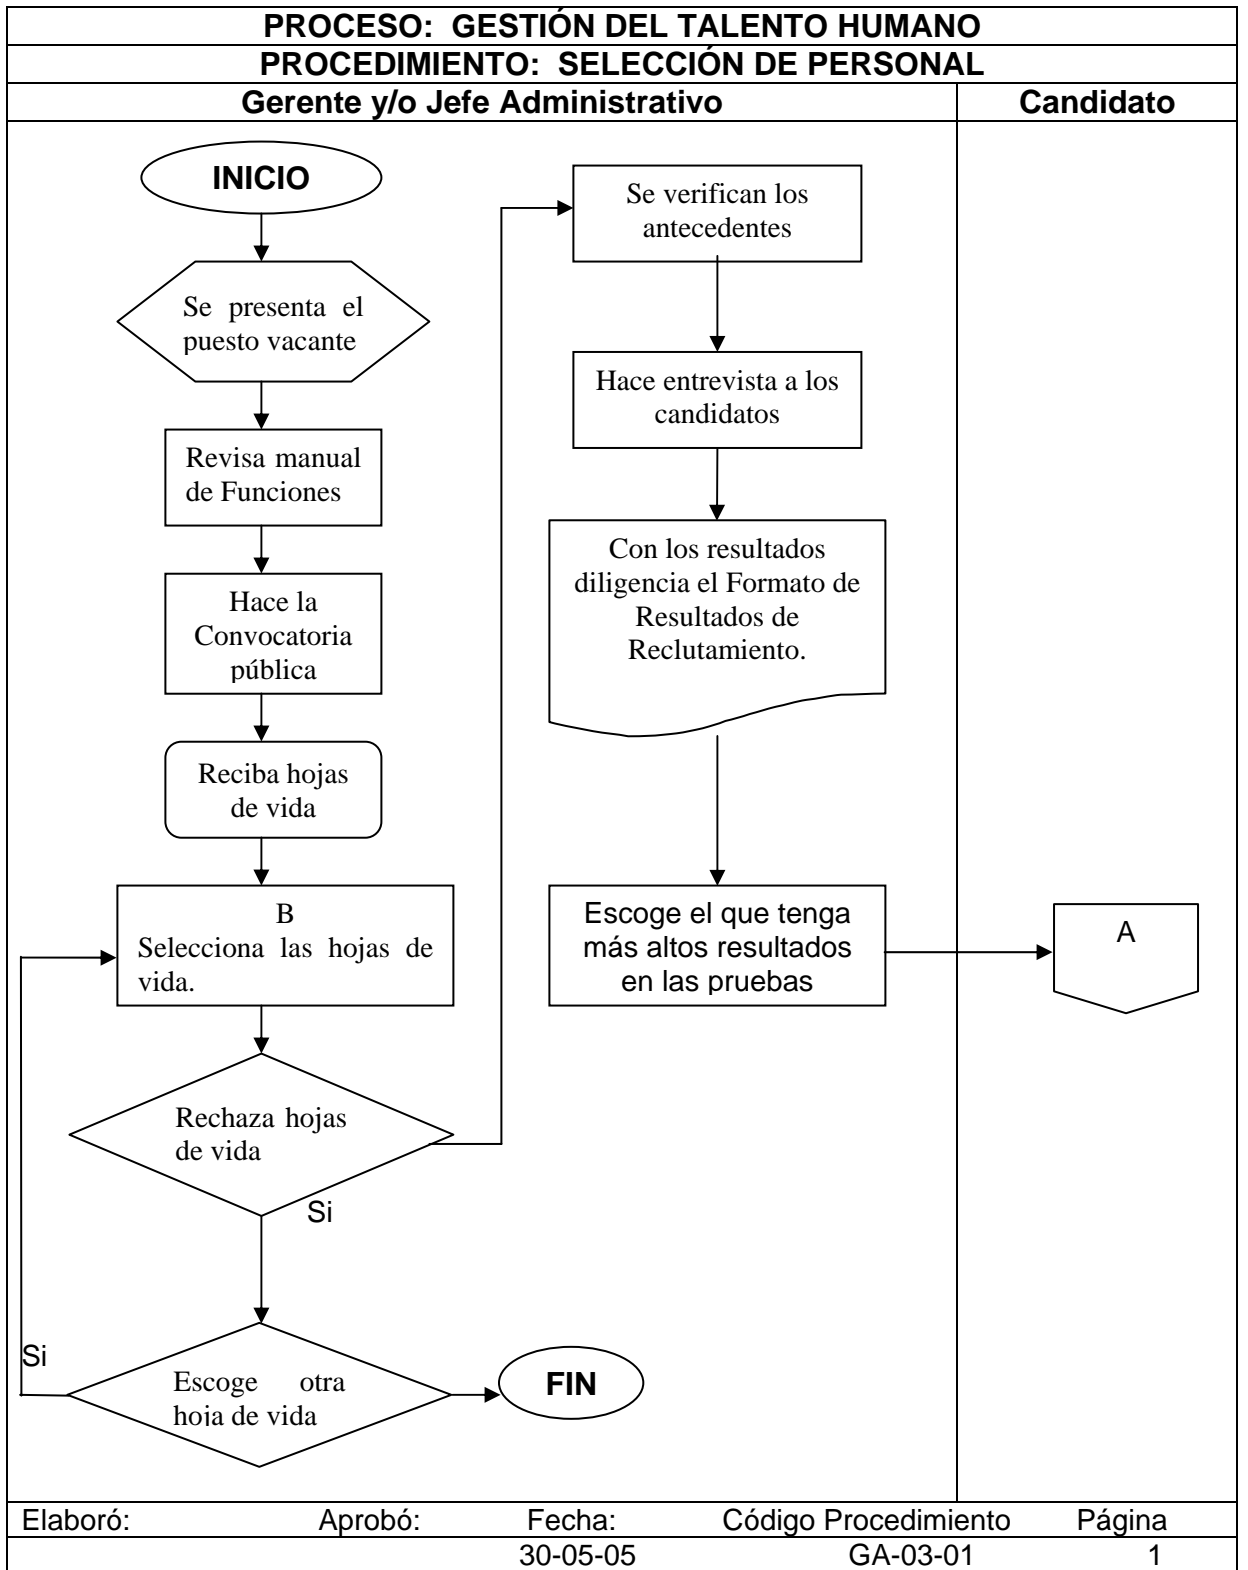 PROCESO: GESTIÓN DEL TALENTO HUMANO
PROCEDIMIENTO: SELECCIÓN DE PERSONAL
Gerente y/o Jefe Administrativo
Candidato
INICIO
Se presenta el
puesto vacante
Revisa manual
de Funciones
Hace la
Convocatoria
pública
Reciba hojas
de vida
B
Selecciona las hojas de
vida.
Rechaza hojas
de vida
Si
Si
Escoge otra
hoja de vida
FIN
Se verifican los
antecedentes
Hace entrevista a los
candidatos
Con los resultados
diligencia el Formato de
Resultados de
Reclutamiento.
Escoge el que tenga
más altos resultados
en las pruebas
A
Elaboró: Aprobó: Fecha: Código Procedimiento Página
30-05-05 GA-03-01 1